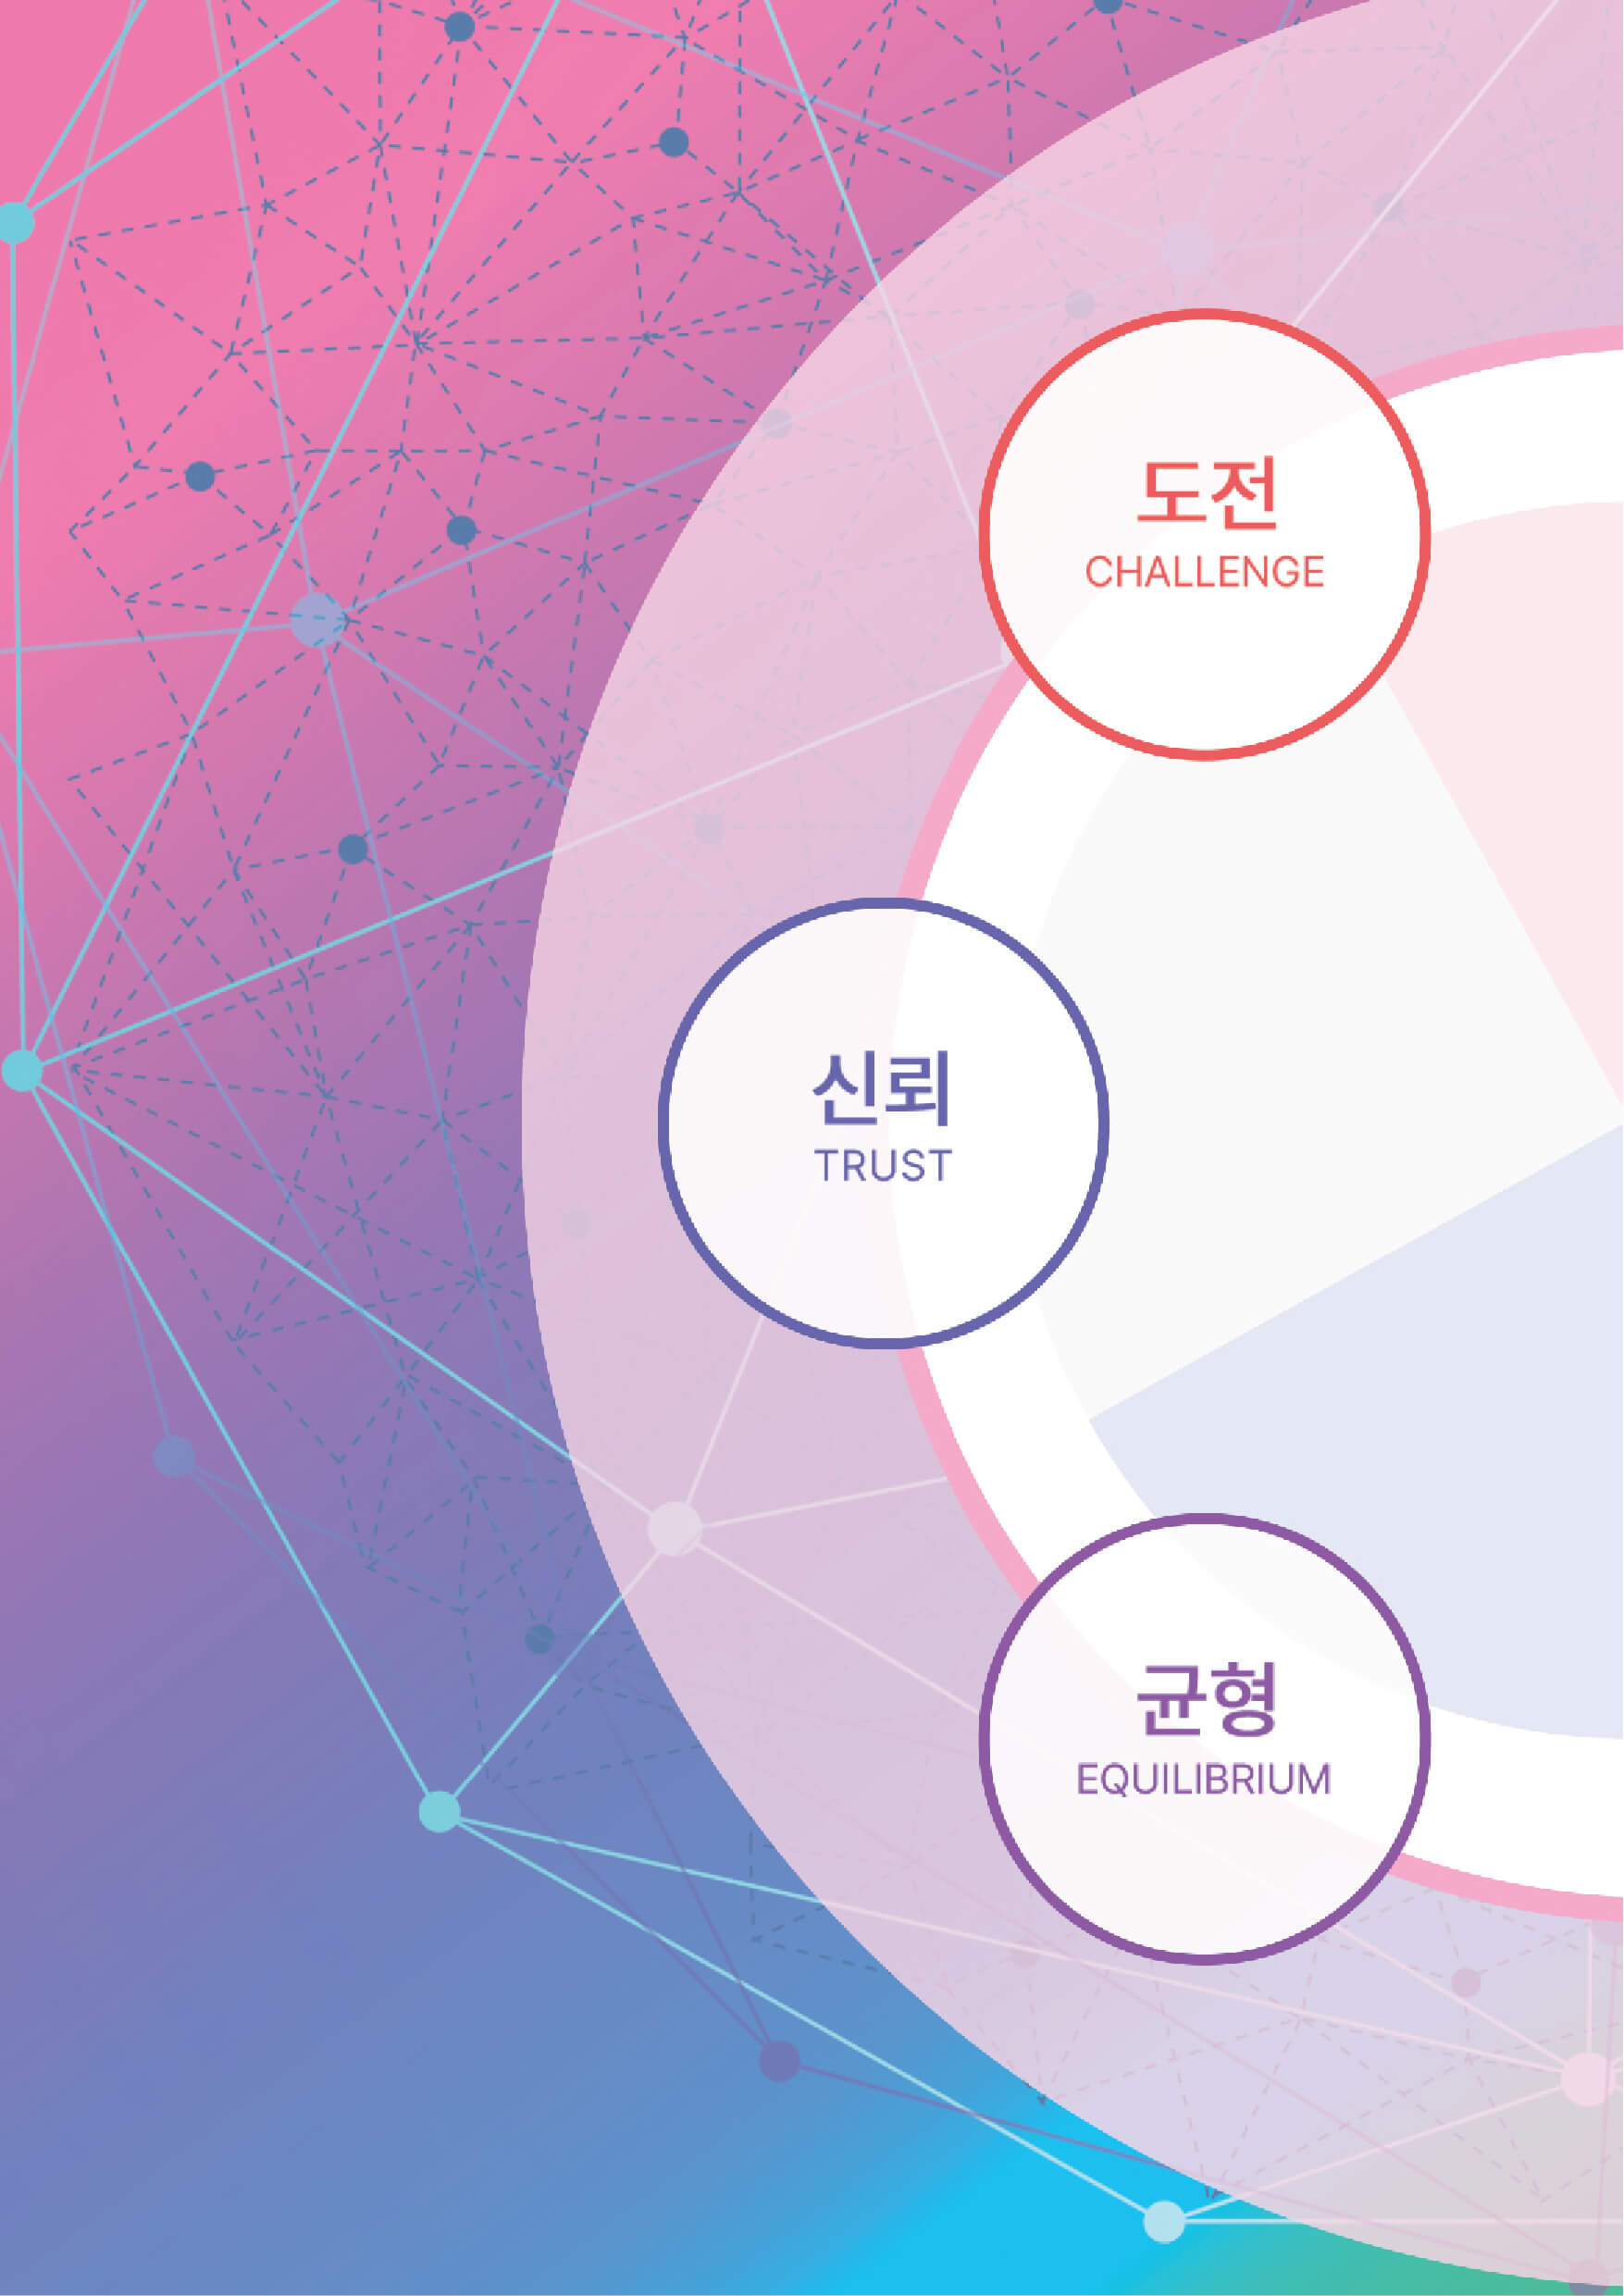 도전
CHALLENGE
신뢰
TRUST
균형
EQUILIBRIUM